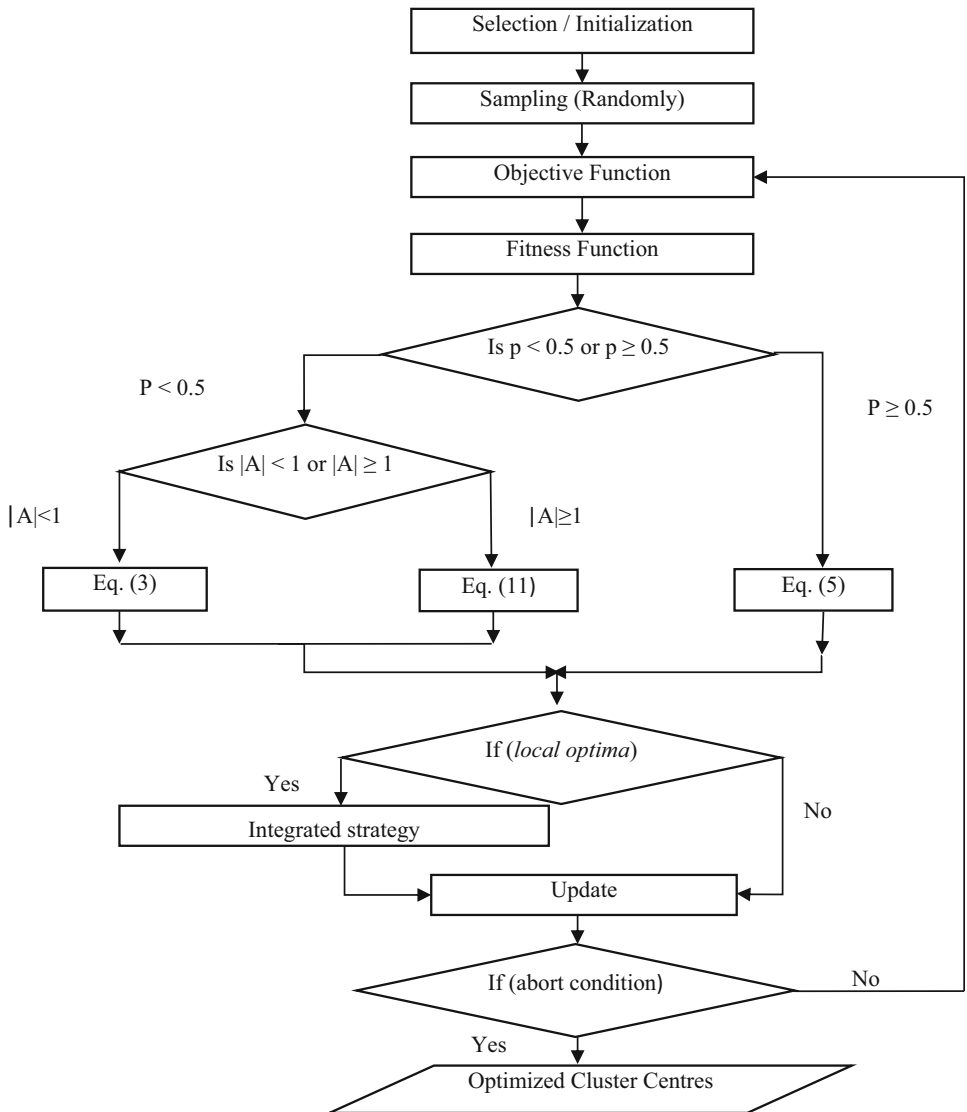 Selection / Initialization
Sampling (Randomly)
Objective Function
Fitness Function
Is p < 0.5 or p ≥ 0.5
P < 0.5
P ≥ 0.5
Is |A| < 1 or |A| ≥ 1
|A|<1
|A|≥1
Eq. (3)
Eq. (11)
Eq. (5)
If (local optima)
Yes
No
Integrated strategy
Update
If (abort condition)
No
Yes
Optimized Cluster Centres